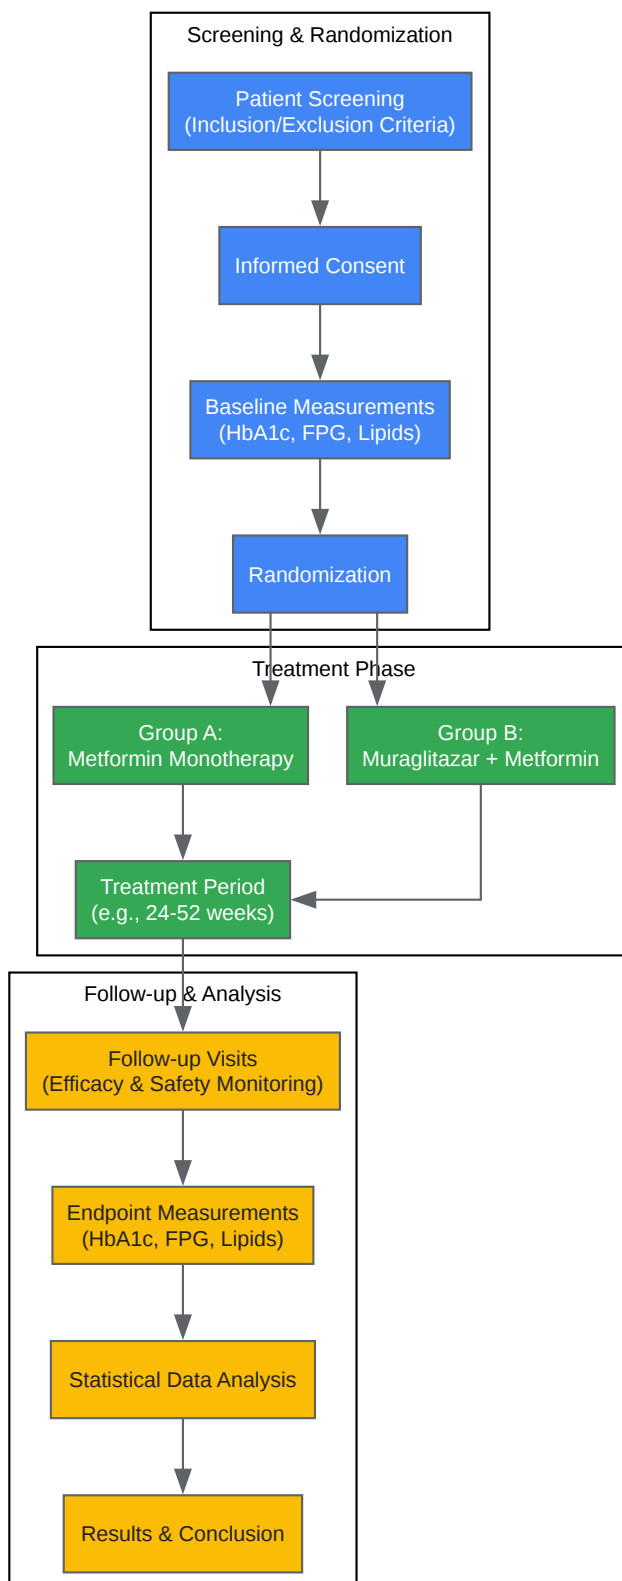 Screening & Randomization
Patient Screening
(Inclusion/Exclusion Criteria)
Informed Consent
Baseline Measurements
(HbA1c, FPG, Lipids)
Randomization
Treatment Phase
Group A:
Metformin Monotherapy
Group B:
Muraglitazar + Metformin
Treatment Period
(e.g., 24-52 weeks)
Follow-up & Analysis
Follow-up Visits
(Efficacy & Safety Monitoring)
Endpoint Measurements
(HbA1c, FPG, Lipids)
Statistical Data Analysis
Results & Conclusion